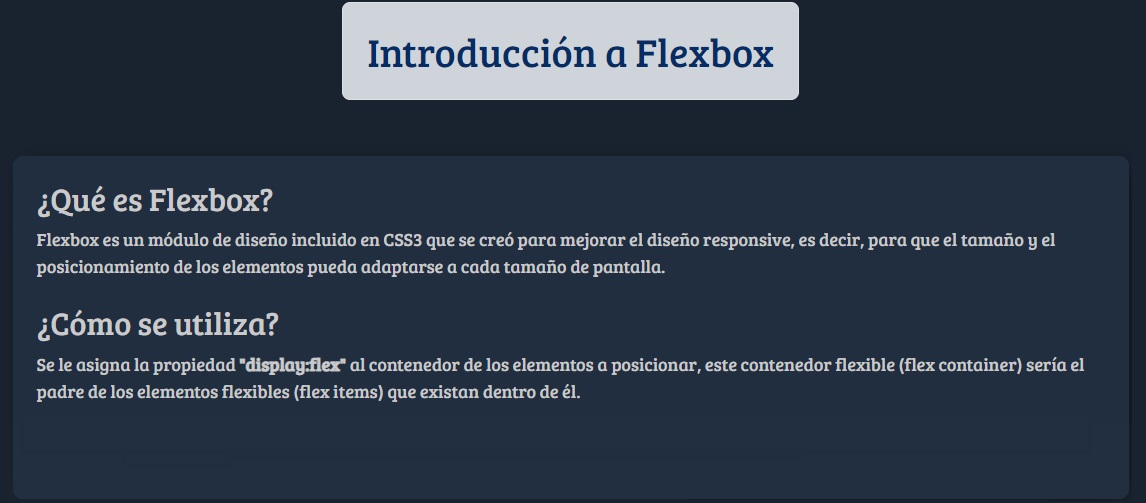 Introducción a Flexbox
¿Qué es Flexbox?
Flexbox es un módulo de diseño incluido en CSS3 que se creó para mejorar el diseño responsive, es decir, para que el tamaño y el
posicionamiento de los elementos pueda adaptarse a cada tamaño de pantalla.
¿Cómo se utiliza?
Se le asigna la propiedad "display:flex" al contenedor de los elementos a posicionar, este contenedor flexible (flex container) sería el
padre de los elementos flexibles (flex items) que existan dentro de él.